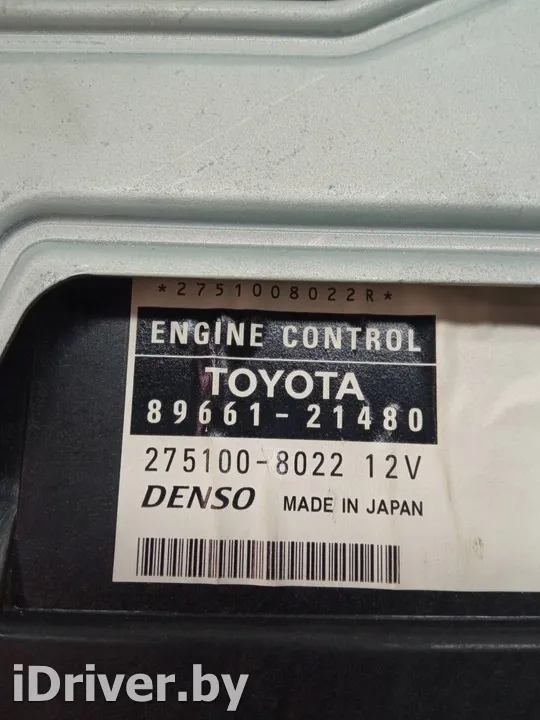 *2751008022R*
ENGINE CONTROL
TOYOTA
89661-21480
275100-8022 12V
DENSO MADE IN JAPAN
iDriver.by